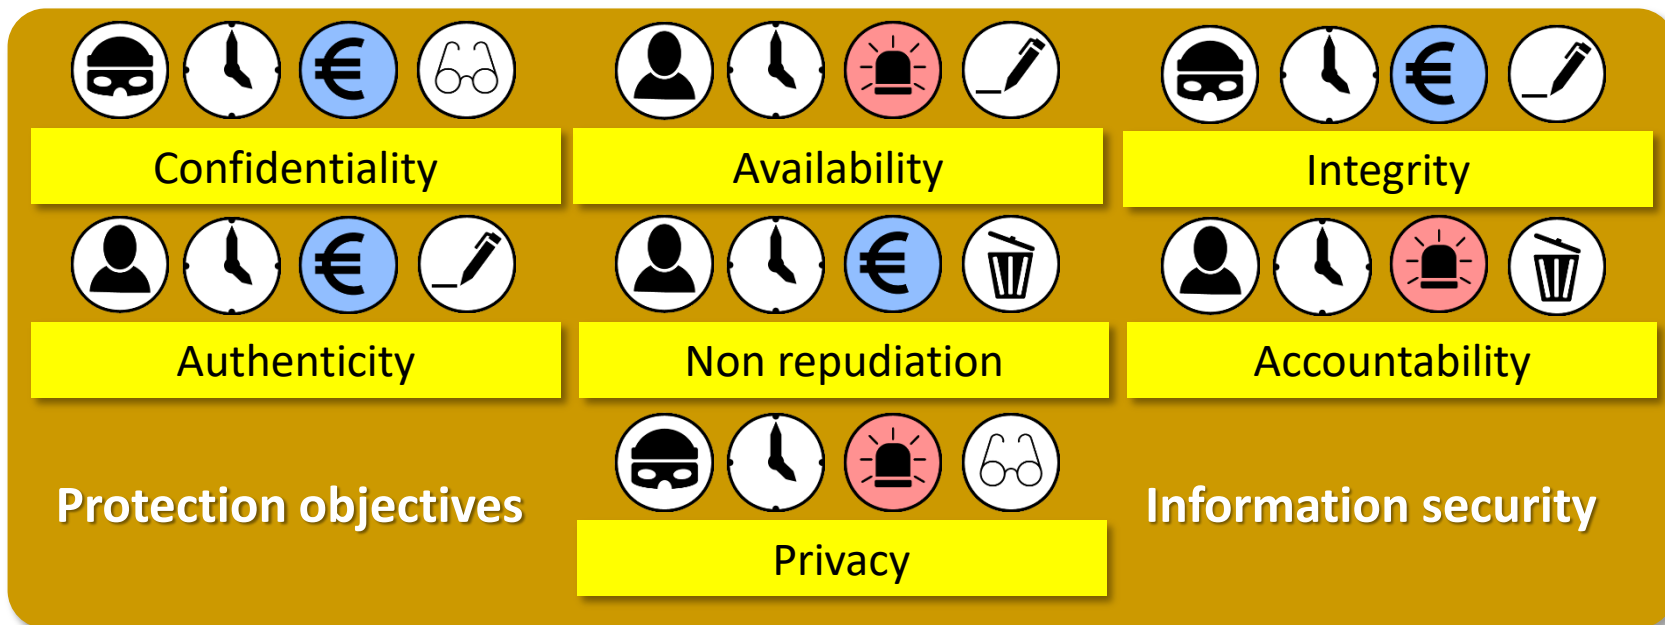 Confidentiality
Availability
Integrity
Authenticity
Non repudiation
Accountability
Protection objectives
Information security
Privacy